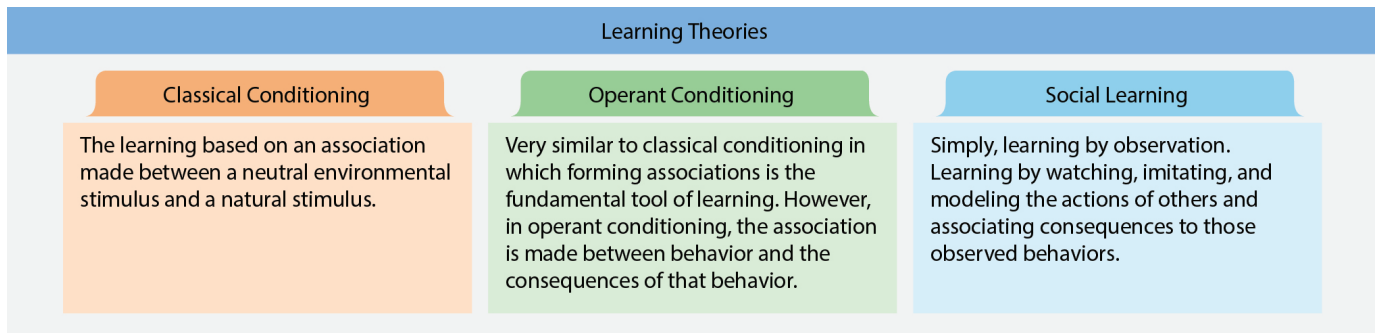 Learning Theories
Classical Conditioning
The learning based on an association
made between a neutral environmental
stimulus and a natural stimulus.
Operant Conditioning
Very similar to classical conditioning in
which forming associations is the
fundamental tool of learning. However,
in operant conditioning, the association
is made between behavior and the
consequences of that behavior.
Social Learning
Simply, learning by observation.
Learning by watching, imitating, and
modeling the actions of others and
associating consequences to those
observed behaviors.